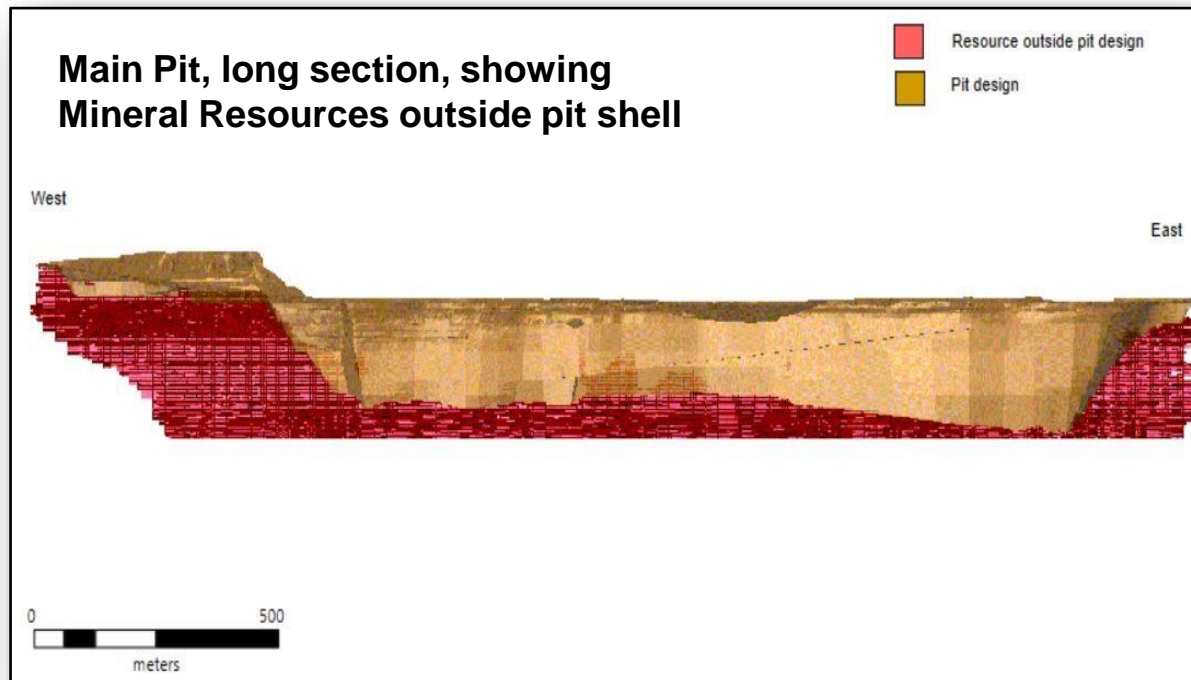 Main Pit, long section, showing
Mineral Resources outside pit shell
Resource outside pit design
Pit design
West
East
0 500
meters